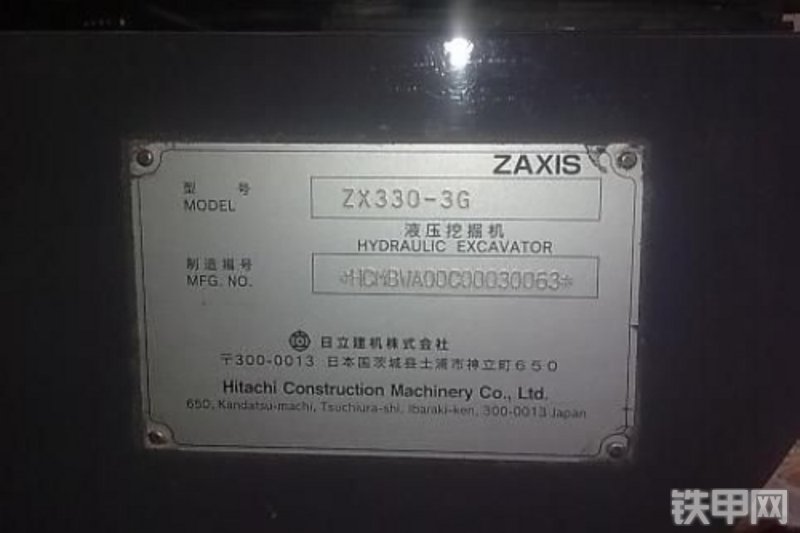 ZAXIS
型 号
MODEL
ZX330-3G
液压挖掘机
HYDRAULIC EXCAVATOR
制造编号
MFG. NO.
*HCMBWA00C00030063*
日立建机株式会社
〒300-0013 日本国茨城县土浦市神立町650
Hitachi Construction Machinery Co., Ltd.
650, Kandatsu-machi, Tsuchiura-shi, Ibaraki-ken, 300-0013 Japan
铁甲网